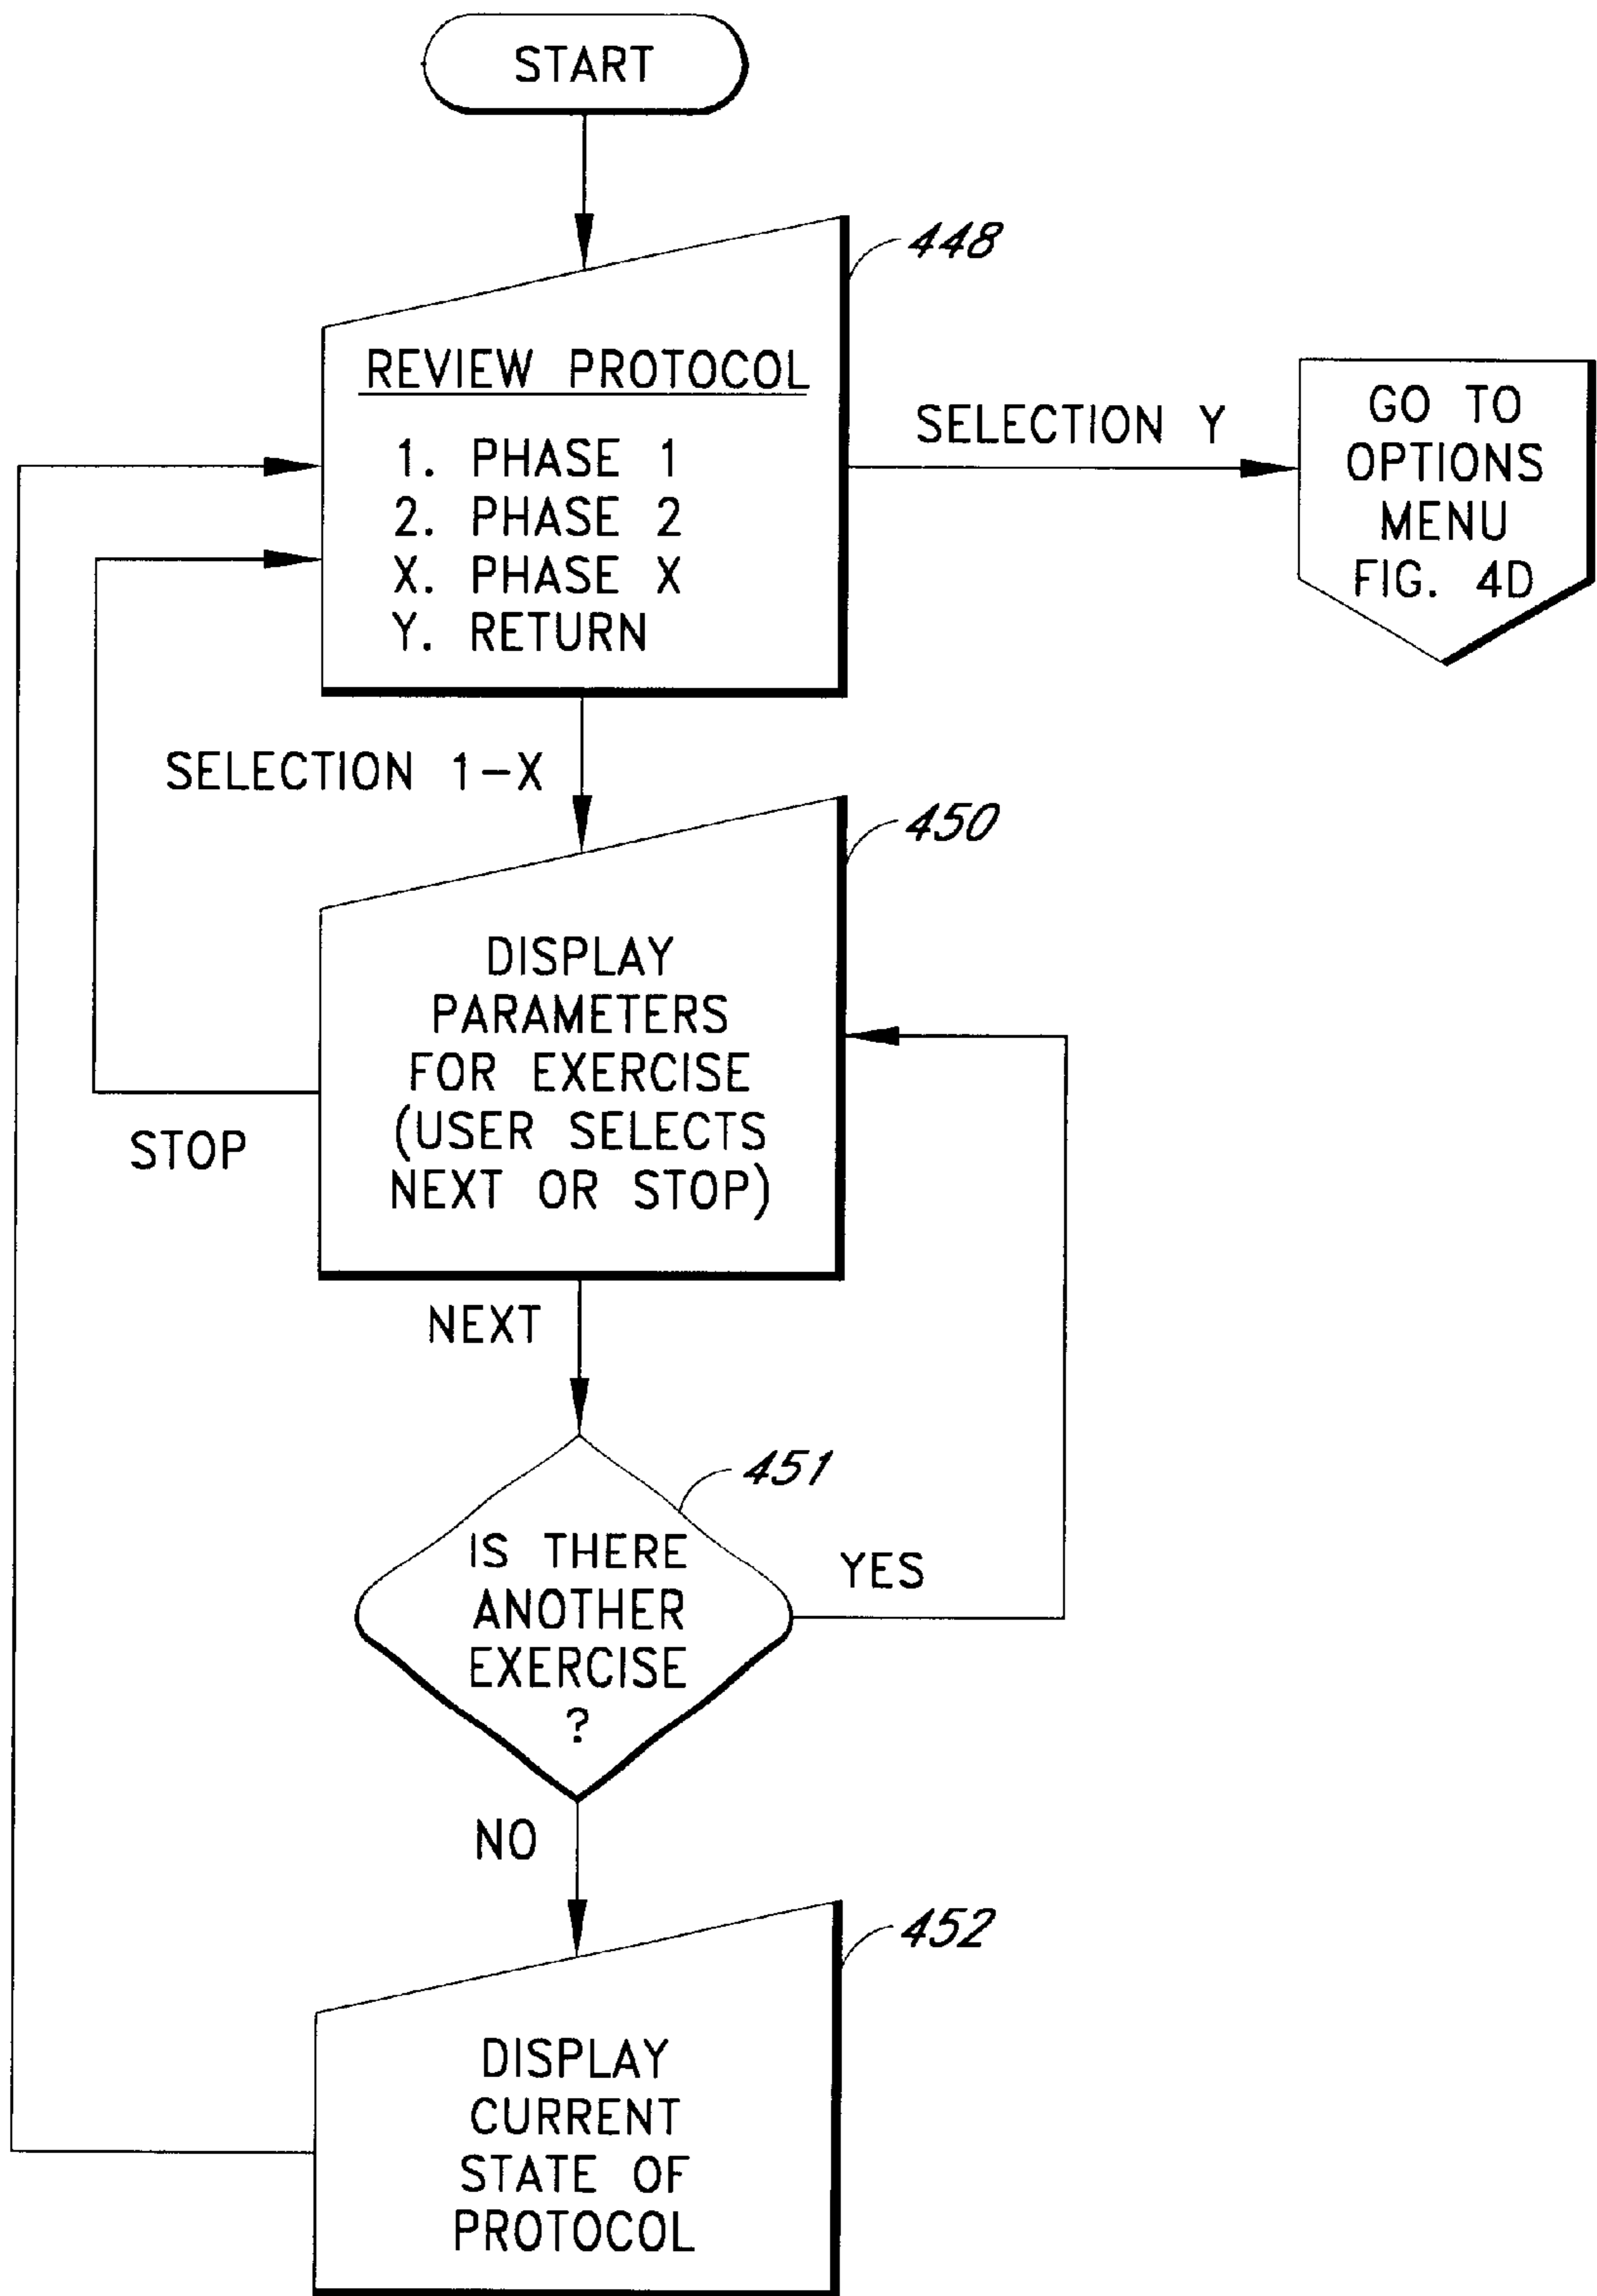 START
448
REVIEW PROTOCOL
1. PHASE 1
2. PHASE 2
X. PHASE X
Y. RETURN
SELECTION Y
GO TO
OPTIONS
MENU
FIG. 4D
SELECTION 1-X
450
DISPLAY
PARAMETERS
FOR EXERCISE
(USER SELECTS
NEXT OR STOP)
STOP
NEXT
451
IS THERE
ANOTHER
EXERCISE
?
YES
NO
452
DISPLAY
CURRENT
STATE OF
PROTOCOL